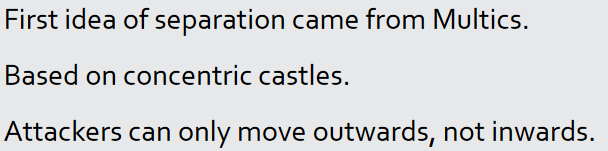 First idea of separation came from Multics.
Based on concentric castles.
Attackers can only move outwards, not inwards.